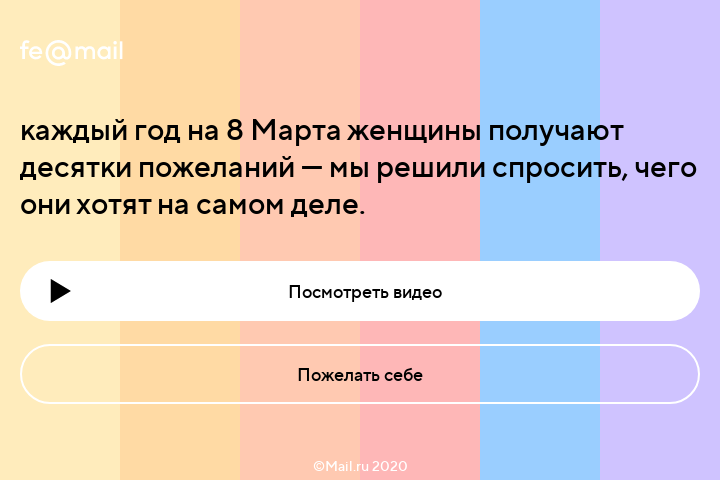 fe@mail
каждый год на 8 Марта женщины получают
десятки пожеланий — мы решили спросить, чего
они хотят на самом деле.
Посмотреть видео
Пожелать себе
©Mail.ru 2020